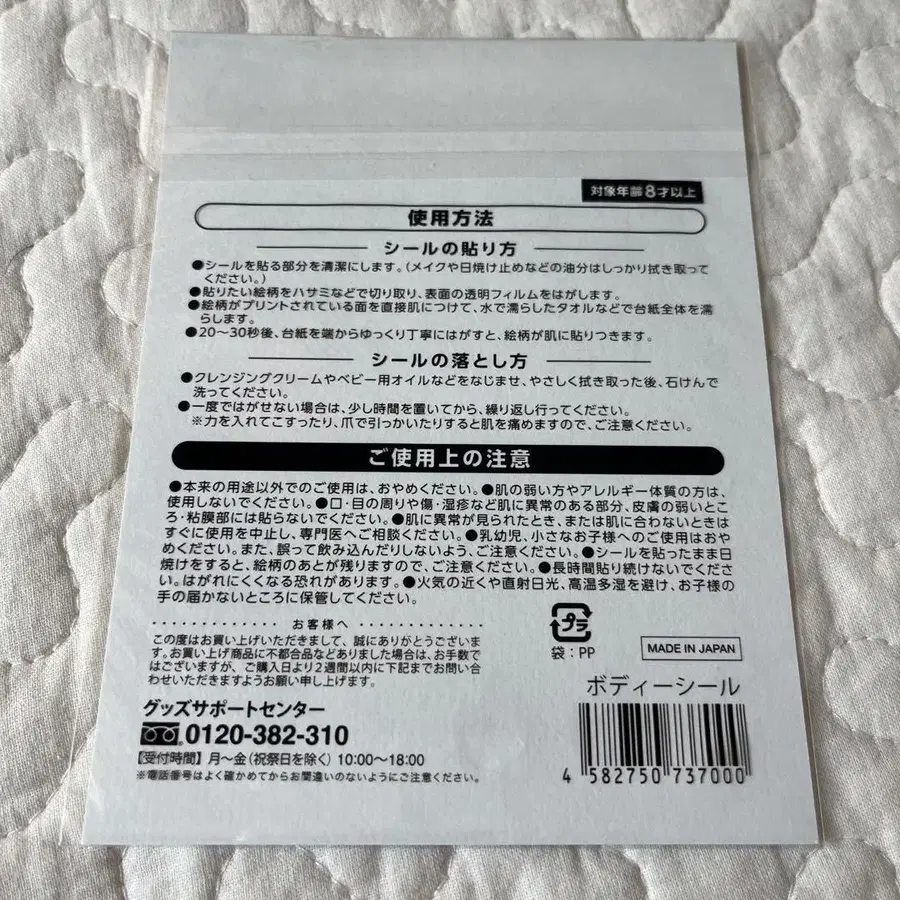 対象年齢8才以上
使用方法
シールの貼り方
●シールを貼る部分を清潔にします。(メイクや日焼け止めなどの油分はしっかり拭き取って
ください。)
●貼りたい絵柄をハサミなどで切り取り、表面の透明フィルムをはがします。
●絵柄がプリントされている面を直接肌につけて、水で濡らしたタオルなどで台紙全体を濡
らします。
●20〜30秒後、台紙を端からゆっくり丁寧にはがすと、絵柄が肌に貼りつきます。
シールの落とし方
●クレンジングクリームやベビー用オイルなどをなじませ、やさしく拭き取った後、石けんで
洗ってください。
●一度ではがせない場合は、少し時間を置いてから、繰り返し行ってください。
※力を入れてこすったり、爪で引っかいたりすると肌を痛めますので、ご注意ください。
ご使用上の注意
●本来の用途以外でのご使用は、おやめください。●肌の弱い方やアレルギー体質の方は、
使用しないでください。●口・目の周りや傷・湿疹など肌に異常のある部分、皮膚の弱いとこ
ろ・粘膜部には貼らないでください。●肌に異常が見られたとき、または肌に合わないときは
すぐに使用を中止し、専門医へご相談ください。●乳幼児、小さなお子様へのご使用はおや
めください。また、誤って飲み込んだりしないよう、ご注意ください。●シールを貼ったまま日
焼けをすると、絵柄のあとが残りますので、ご注意ください。●長時間貼り続けないでくださ
い。はがれにくくなる恐れがあります。●火気の近くや直射日光、高温多湿を避け、お子様の
手の届かないところに保管してください。
お客様へ
この度はお買い上げいただきまして、誠にありがとうございま
す。お買い上げ商品に不都合品などありました場合は、お手数で
はございますが、ご購入日より2週間以内に下記までお問い合
わせいただきますようお願い申し上げます。
グッズサポートセンター
0120-382-310
【受付時間】月〜金(祝祭日を除く)10:00〜18:00
※電話番号はよく確かめてからお間違いのないようにご注意ください。
プラ
袋:PP
MADE IN JAPAN
ボディーシール
4 582750 737000